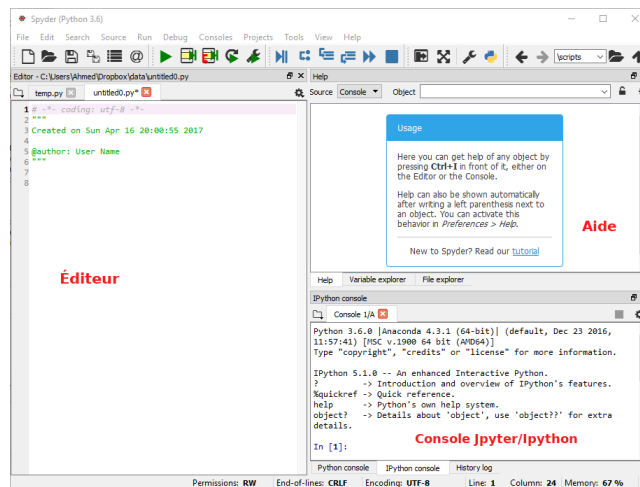 Spyder (Python 3.6)
File Edit Search Source Run Debug Consoles Projects Tools View Help
\scripts
Editor - C:\Users\Ahmed\Dropbox\data\untitled0.py
temp.py untitled0.py*
1 # -*- coding: utf-8 -*-
2 """
3 Created on Sun Apr 16 20:00:55 2017
4
5 @author: User Name
6 """
7
8
Éditeur
Help
Source Console Object
Usage
Here you can get help of any object by
pressing Ctrl+I in front of it, either on
the Editor or the Console.
Help can also be shown automatically
after writing a left parenthesis next to
an object. You can activate this
behavior in Preferences > Help.
New to Spyder? Read our tutorial
Aide
Help Variable explorer File explorer
IPython console
Console 1/A
Python 3.6.0 |Anaconda 4.3.1 (64-bit)| (default, Dec 23 2016,
11:57:41) [MSC v.1900 64 bit (AMD64)]
Type "copyright", "credits" or "license" for more information.
IPython 5.1.0 -- An enhanced Interactive Python.
? -> Introduction and overview of IPython's features.
%quickref -> Quick reference.
help -> Python's own help system.
object? -> Details about 'object', use 'object??' for extra
details.
In [1]:
Console Jpyter/Ipython
Python console IPython console History log
Permissions: RW End-of-lines: CRLF Encoding: UTF-8 Line: 1 Column: 24 Memory: 67 %